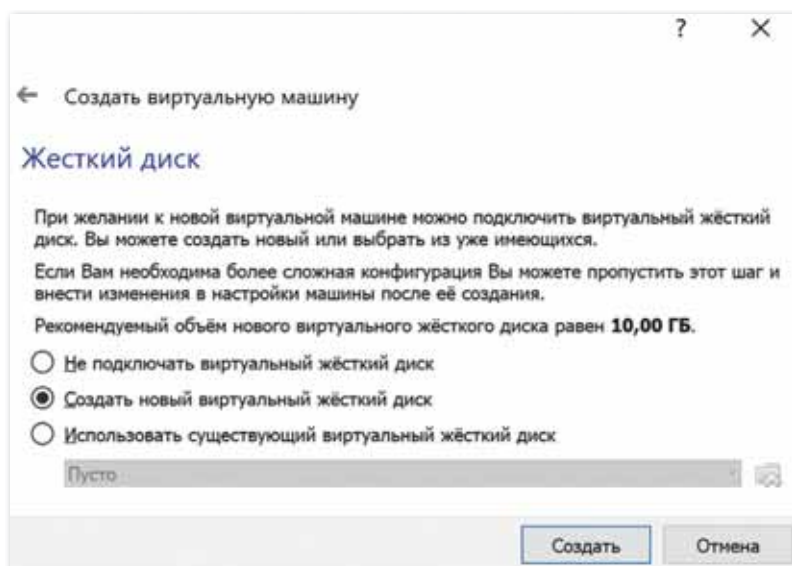 ?
Создать виртуальную машину
Жесткий диск
При желании к новой виртуальной машине можно подключить виртуальный жёсткий
диск. Вы можете создать новый или выбрать из уже имеющихся.
Если Вам необходима более сложная конфигурация Вы можете пропустить этот шаг и
внести изменения в настройки машины после её создания.
Рекомендуемый объём нового виртуального жёсткого диска равен 10,00 ГБ.
Не подключать виртуальный жёсткий диск
Создать новый виртуальный жёсткий диск
Использовать существующий виртуальный жёсткий диск
Пусто
Создать Отмена